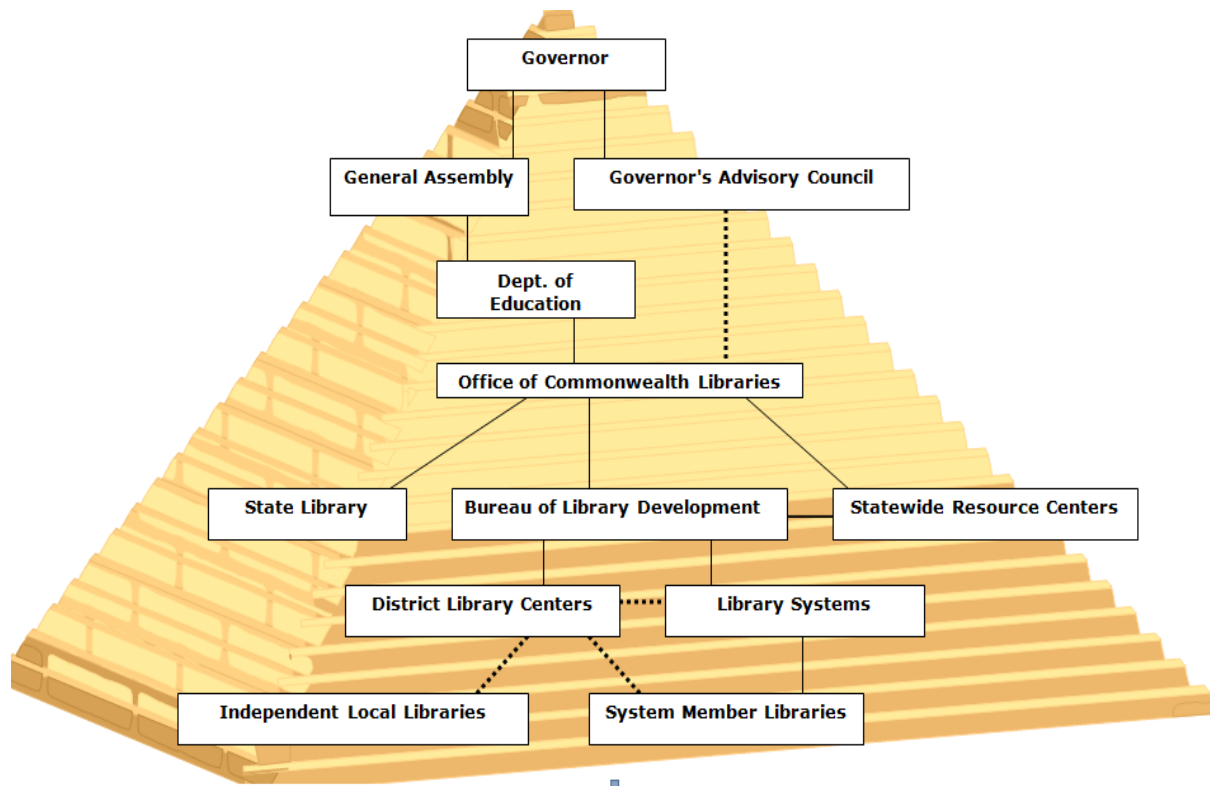 Governor
General Assembly
Governor's Advisory Council
Dept. of
Education
Office of Commonwealth Libraries
State Library
Bureau of Library Development
Statewide Resource Centers
District Library Centers
Library Systems
Independent Local Libraries
System Member Libraries